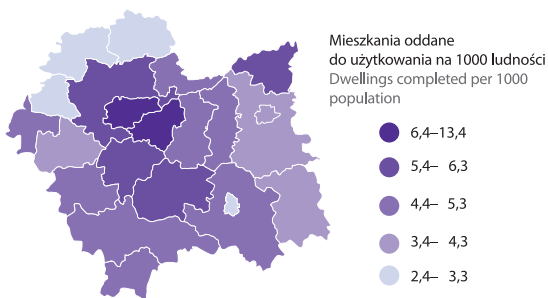 Mieszkania oddane
do użytkowania na 1000 ludności
Dwellings completed per 1000
population
6,4– 13,4
5,4– 6,3
4,4– 5,3
3,4– 4,3
2,4– 3,3